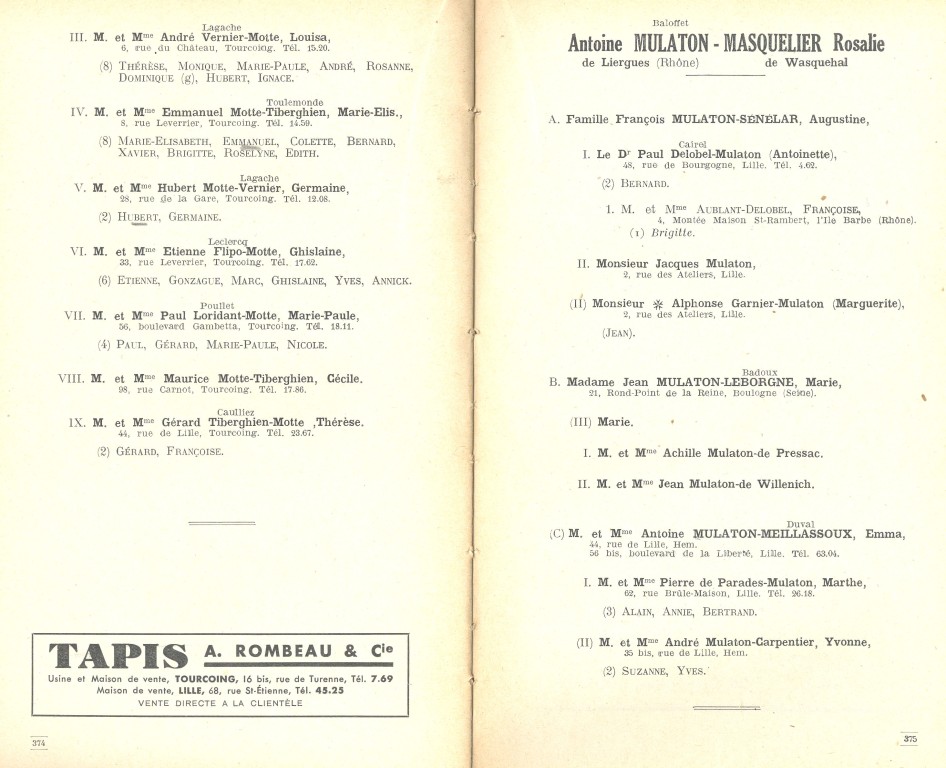 Lagache
III. M. et Mme André Vernier-Motte, Louisa,
6, rue du Château, Tourcoing. Tél. 15.20.
(8) THÉRÈSE, MONIQUE, MARIE-PAULE, ANDRÉ, ROSANNE,
DOMINIQUE (g), HUBERT, IGNACE.
Toulemonde
IV. M. et Mme Emmanuel Motte-Tiberghien, Marie-Elis.,
8, rue Leverrier, Tourcoing. Tél. 14.59.
(8) MARIE-ELISABETH, EMMANUEL, COLETTE, BERNARD,
XAVIER, BRIGITTE, ROSELYNE, EDITH.
Lagache
V. M. et Mme Hubert Motte-Vernier, Germaine,
28, rue de la Gare, Tourcoing. Tél. 12.08.
(2) HUBERT, GERMAINE.
Leclercq
VI. M. et Mme Etienne Flipo-Motte, Ghislaine,
33, rue Leverrier, Tourcoing. Tél. 17.62.
(6) ETIENNE, GONZAGUE, MARC, GHISLAINE, YVES, ANNICK.
Pouillet
VII. M. et Mme Paul Loridant-Motte, Marie-Paule,
56, boulevard Gambetta, Tourcoing. Tél. 18.11.
(4) PAUL, GÉRARD, MARIE-PAULE, NICOLE.
VIII. M. et Mme Maurice Motte-Tiberghien, Cécile.
98, rue Carnot, Tourcoing. Tél. 17.86.
Caulliez
IX. M. et Mme Gérard Tiberghien-Motte ,Thérèse.
44, rue de Lille, Tourcoing. Tél. 23.67.
(2) GÉRARD, FRANÇOISE.
TAPIS A. ROMBEAU & Cie
Usine et Maison de vente, TOURCOING, 16 bis, rue de Turenne, Tél. 7.69
Maison de vente, LILLE, 68, rue St-Étienne, Tél. 45.25
VENTE DIRECTE A LA CLIENTÈLE
374
Baloffet
Antoine MULATON - MASQUELIER Rosalie
de Liergues (Rhône) de Wasquehal
A. Famille François MULATON-SÉNÉLAR, Augustine,
Cairel
I. Le Dr Paul Delobel-Mulaton (Antoinette),
48, rue de Bourgogne, Lille. Tél. 4.62.
(2) BERNARD.
1. M. et Mme AUBLANT-DELOBEL, FRANÇOISE,
4, Montée Maison St-Rambert, l'Ile Barbe (Rhône).
(1) Brigitte.
II. Monsieur Jacques Mulaton,
2, rue des Ateliers, Lille.
(II) Monsieur ✻ Alphonse Garnier-Mulaton (Marguerite),
2, rue des Ateliers, Lille.
(JEAN).
Badoux
B. Madame Jean MULATON-LEBORGNE, Marie,
21, Rond-Point de la Reine, Boulogne (Seine).
(III) Marie.
I. M. et Mme Achille Mulaton-de Pressac.
II. M. et Mme Jean Mulaton-de Willenich.
Duval
(C) M. et Mme Antoine MULATON-MEILLASSOUX, Emma,
44, rue de Lille, Hem.
56 bis, boulevard de la Liberté, Lille. Tél. 63.04.
I. M. et Mme Pierre de Parades-Mulaton, Marthe,
62, rue Brûle-Maison, Lille. Tél. 26.18.
(3) ALAIN, ANNIE, BERTRAND.
(II) M. et Mme André Mulaton-Carpentier, Yvonne,
35 bis, rue de Lille, Hem.
(2) SUZANNE, YVES.
375